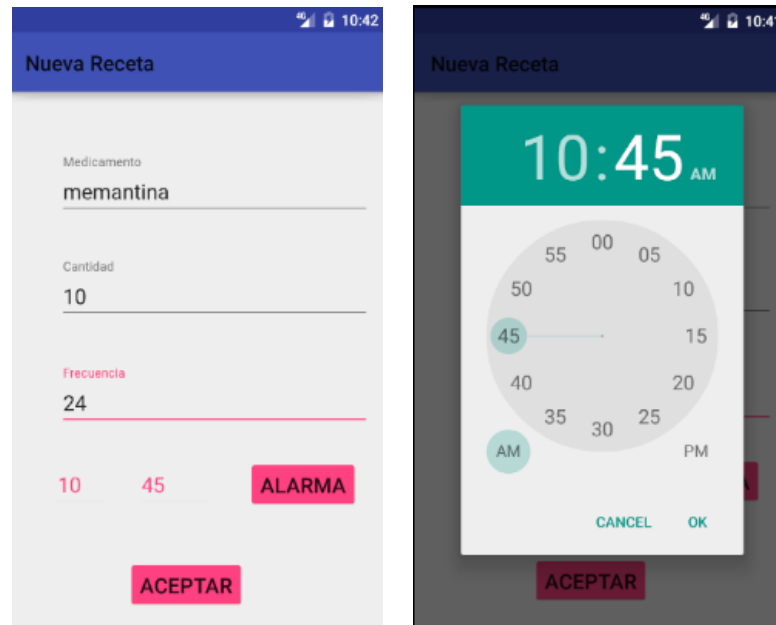 4G 10:42
Nueva Receta
Medicamento
memantina
Cantidad
10
Frecuencia
24
10 45 ALARMA
ACEPTAR
4G 10:4
Nueva Receta
10:45 AM
00
55 05
50 10
45 15
40 20
35 25
30
AM PM
CANCEL OK
ACEPTAR